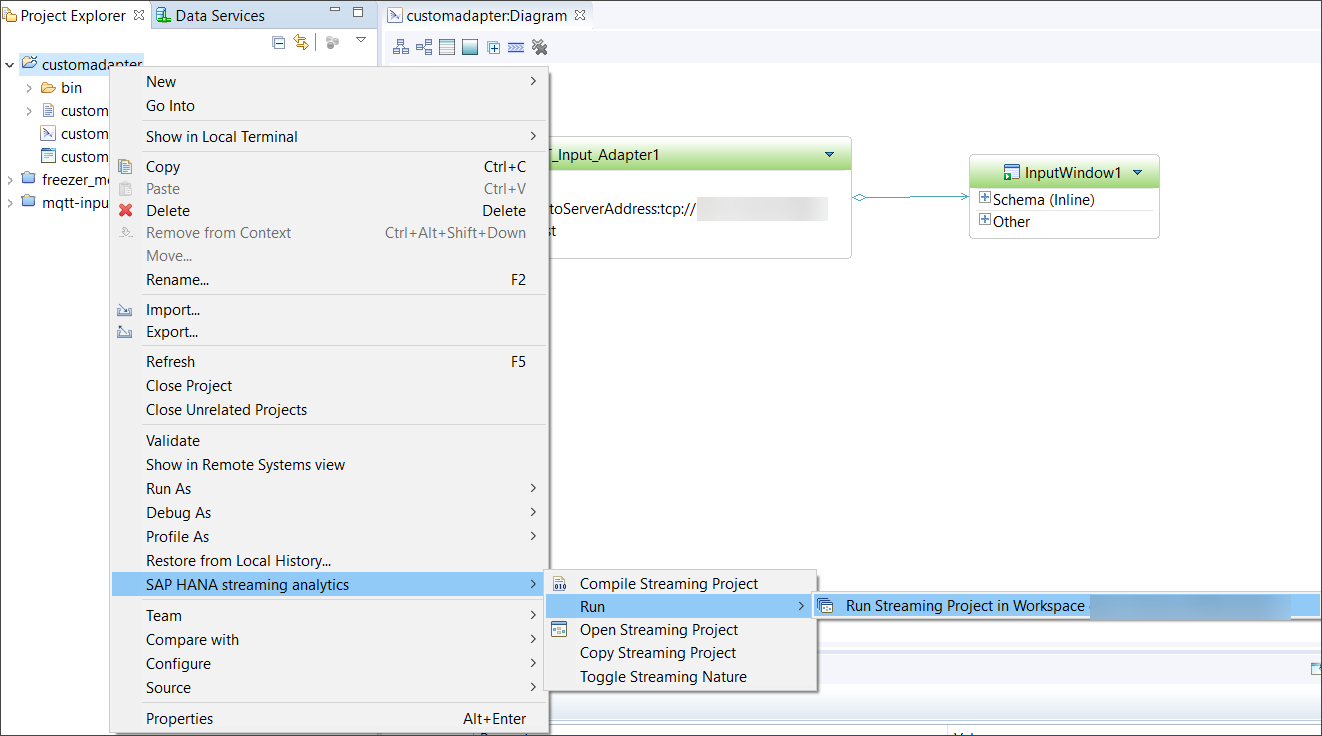 Project Explorer
Data Services
customadapter:Diagram
customadapter
bin
custom
custom
custom
freezer_m
mqtt-inpu
New
Go Into
Show in Local Terminal
Copy Ctrl+C
Paste Ctrl+V
Delete Delete
Remove from Context Ctrl+Alt+Shift+Down
Move...
Rename... F2
Import...
Export...
Refresh F5
Close Project
Close Unrelated Projects
Validate
Show in Remote Systems view
Run As
Debug As
Profile As
Restore from Local History...
SAP HANA streaming analytics
Team
Compare with
Configure
Source
Properties Alt+Enter
Compile Streaming Project
Run
Open Streaming Project
Copy Streaming Project
Toggle Streaming Nature
Run Streaming Project in Workspace
T_Input_Adapter1
toServerAddress:tcp://
st
InputWindow1
Schema (Inline)
Other